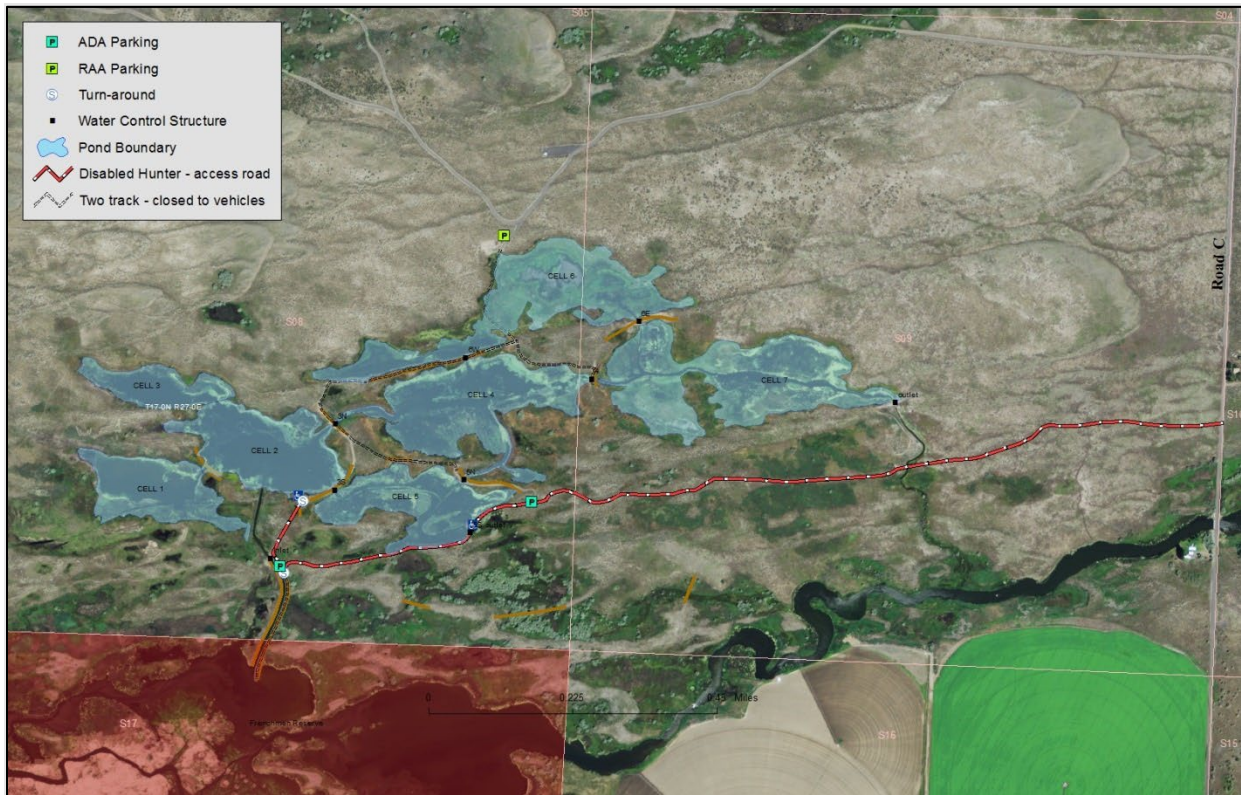 S05
S04
P ADA Parking
P RAA Parking
S Turn-around
Water Control Structure
Pond Boundary
Disabled Hunter - access road
Two track - closed to vehicles
Road C
P
CELL 6
S08
6E
S09
CELL 3
CELL 7
T17-0N R27-0E
CELL 4
outlet
CELL 2
CELL 1
CELL 5
S
P
P
S
0
0.225
0.45 Miles
S17
S16
S15